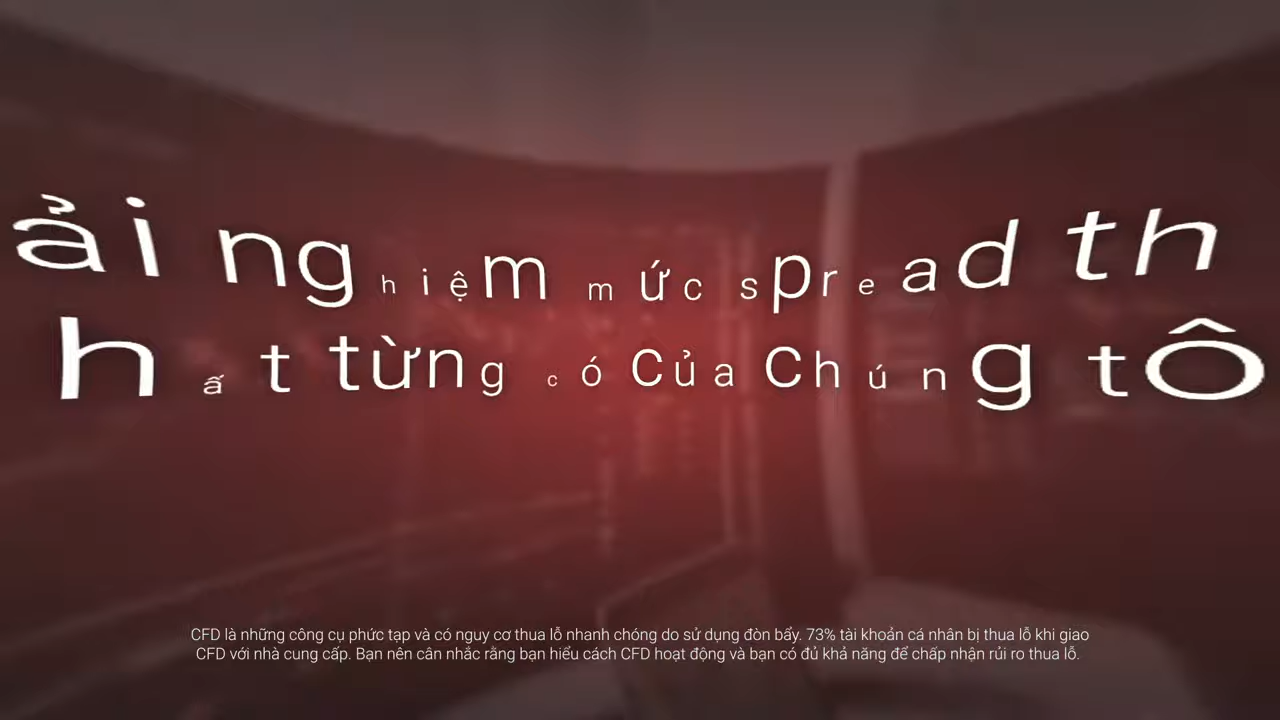 ải nghiệm mức spread th
hất từng có Của Chúng tô
CFD là những công cụ phức tạp và có nguy cơ thua lỗ nhanh chóng do sử dụng đòn bẩy. 73% tài khoản cá nhân bị thua lỗ khi giao
CFD với nhà cung cấp. Bạn nên cân nhắc rằng bạn hiểu cách CFD hoạt động và bạn có đủ khả năng để chấp nhận rủi ro thua lỗ.